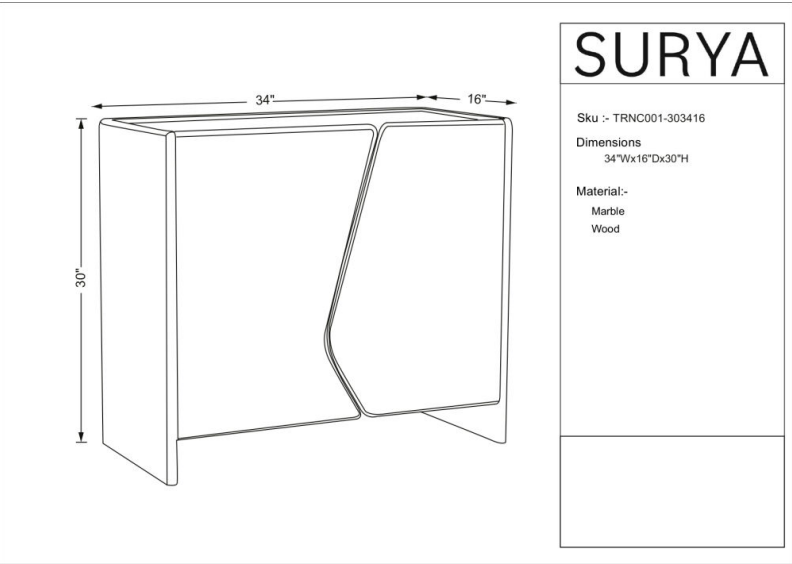 34"
16"
30"
SURYA
Sku :- TRNC001-303416
Dimensions
34"Wx16"Dx30"H
Material:-
Marble
Wood